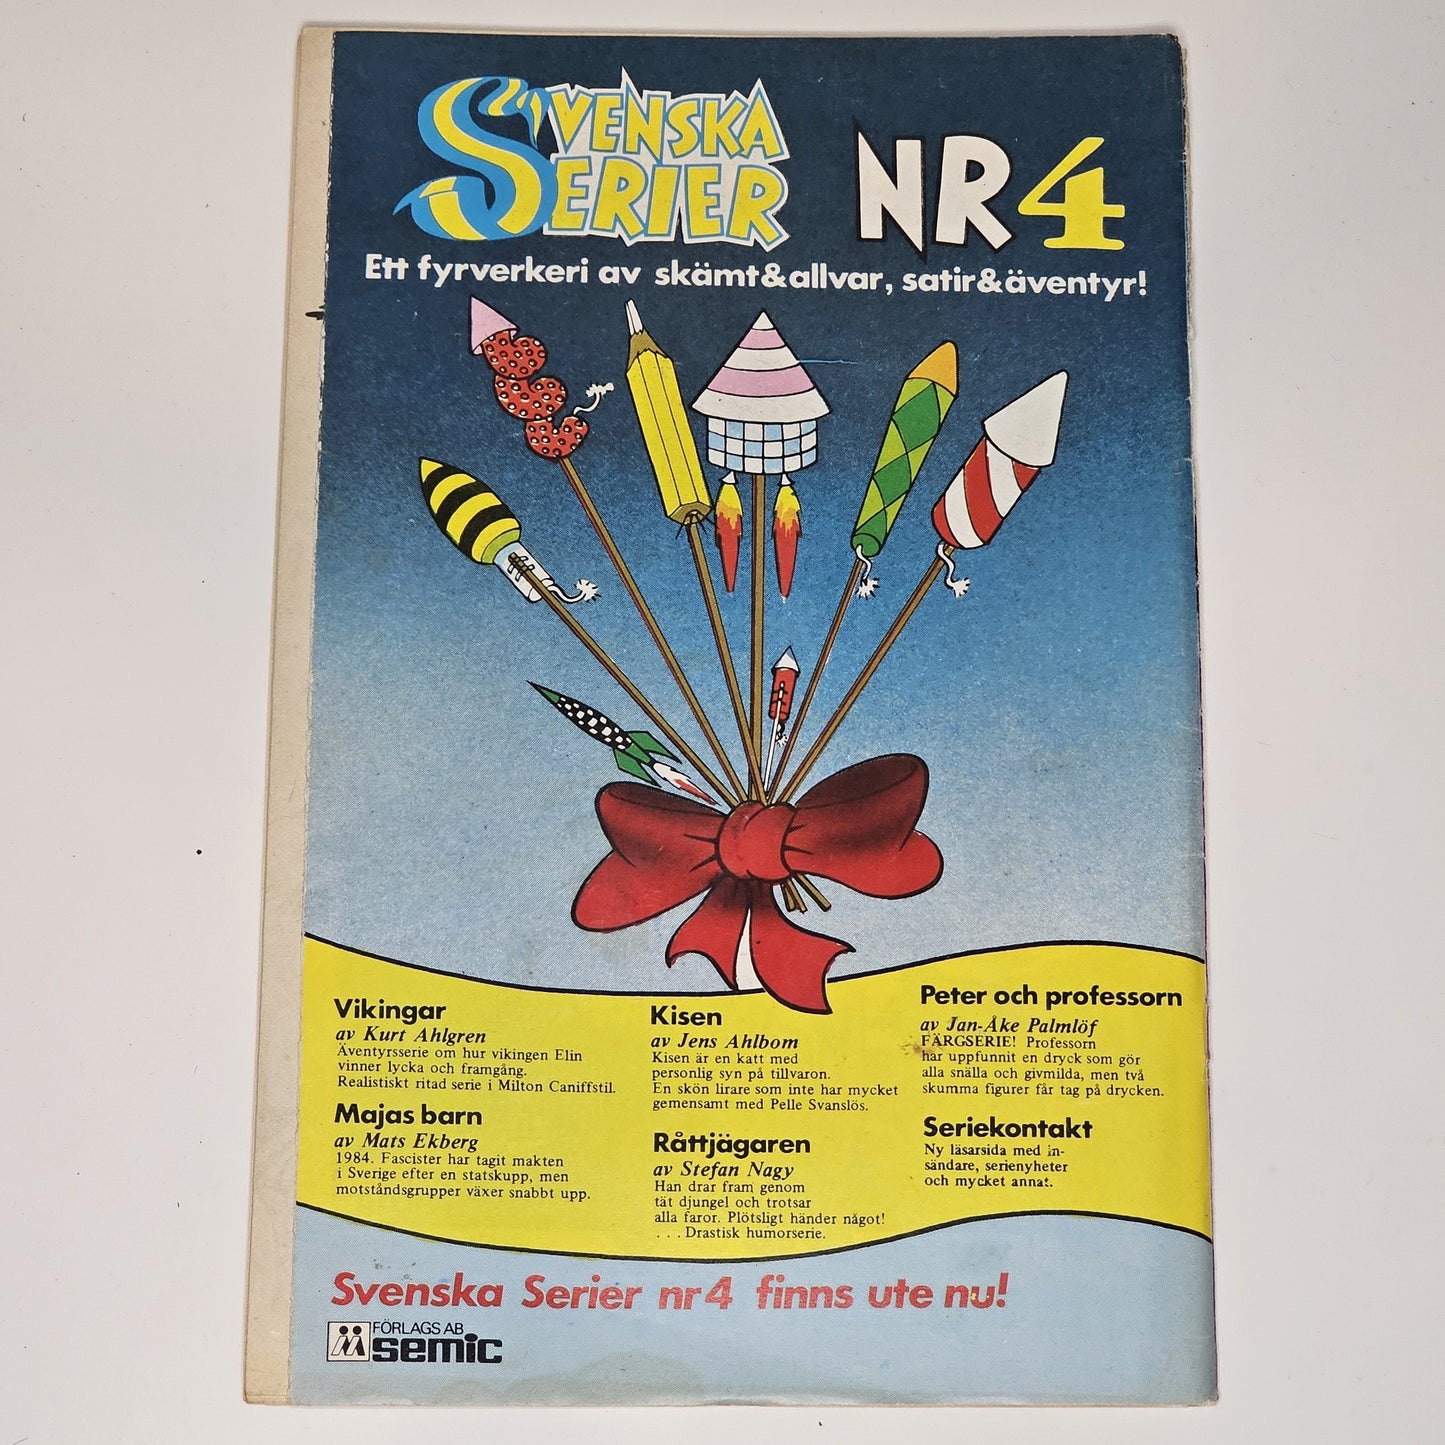 SVENSKA
SERIER
NR 4
Ett fyrverkeri av skämt&allvar, satir&äventyr!
Vikingar
av Kurt Ahlgren
Äventyrsserie om hur vikingen Elin
vinner lycka och framgång.
Realistiskt ritad serie i Milton Caniffstil.
Majas barn
av Mats Ekberg
1984. Fascister har tagit makten
i Sverige efter en statskupp, men
motståndsgrupper växer snabbt upp.
Kisen
av Jens Ahlbom
Kisen är en katt med
personlig syn på tillvaron.
En skön lirare som inte har mycket
gemensamt med Pelle Svanslös.
Råttjägaren
av Stefan Nagy
Han drar fram genom
tät djungel och trotsar
alla faror. Plötsligt händer något!
. . . Drastisk humorserie.
Peter och professorn
av Jan-Åke Palmlöf
FÄRGSERIE! Professorn
har uppfunnit en dryck som gör
alla snälla och givmilda, men två
skumma figurer får tag på drycken.
Seriekontakt
Ny läsarsida med in-
sändare, serienyheter
och mycket annat.
Svenska Serier nr 4 finns ute nu!
FÖRLAGS AB
semic